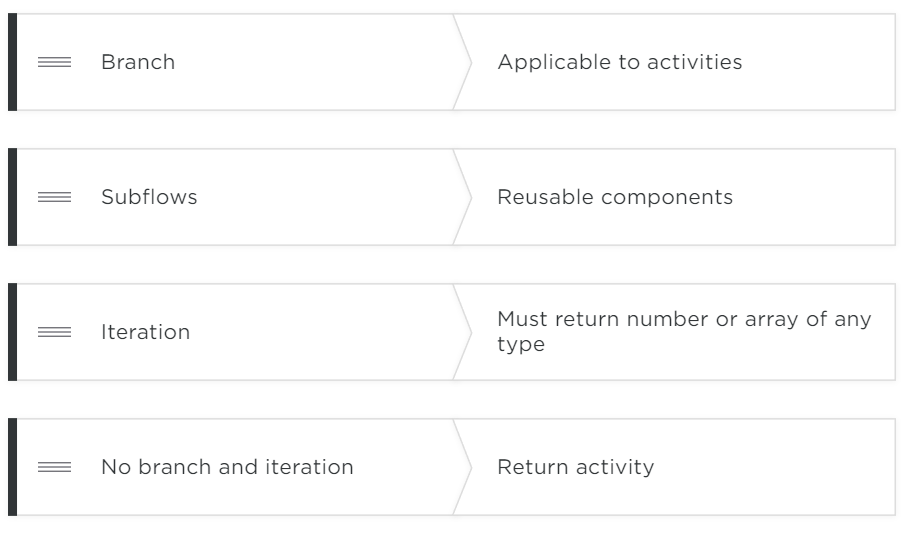 Branch
Applicable to activities
Subflows
Reusable components
Iteration
Must return number or array of any
type
No branch and iteration
Return activity